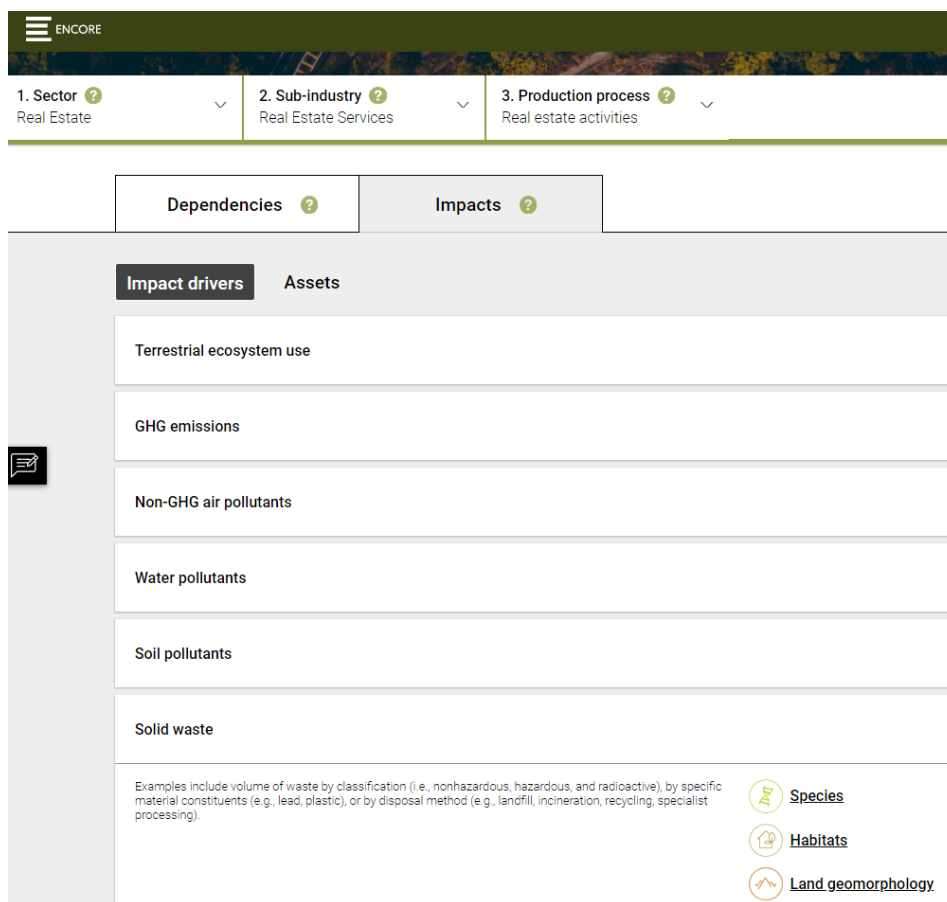 ENCORE
1. Sector ?
Real Estate
2. Sub-industry ?
Real Estate Services
3. Production process ?
Real estate activities
Dependencies ?
Impacts ?
Impact drivers
Assets
Terrestrial ecosystem use
GHG emissions
Non-GHG air pollutants
Water pollutants
Soil pollutants
Solid waste
Examples include volume of waste by classification (i.e., nonhazardous, hazardous, and radioactive), by specific
material constituents (e.g., lead, plastic), or by disposal method (e.g., landfill, incineration, recycling, specialist
processing).
Species
Habitats
Land geomorphology